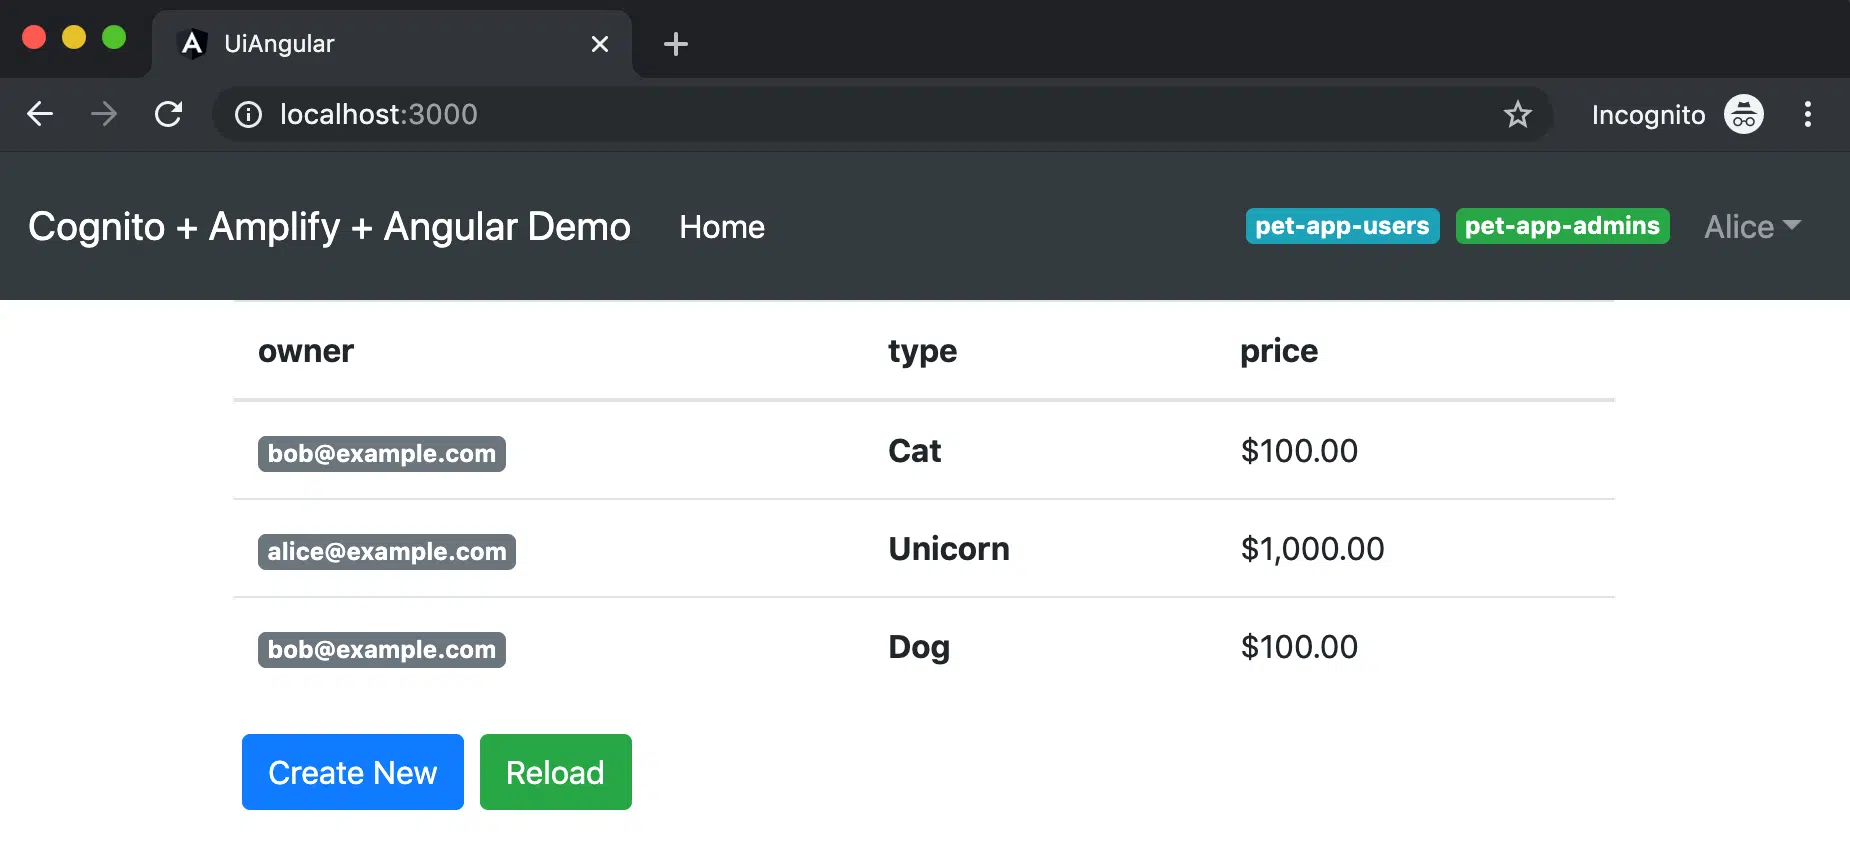 UiAngular
localhost:3000 Incognito
Cognito + Amplify + Angular Demo Home pet-app-users pet-app-admins Alice
owner type price
bob@example.com Cat $100.00
alice@example.com Unicorn $1,000.00
bob@example.com Dog $100.00
Create New Reload